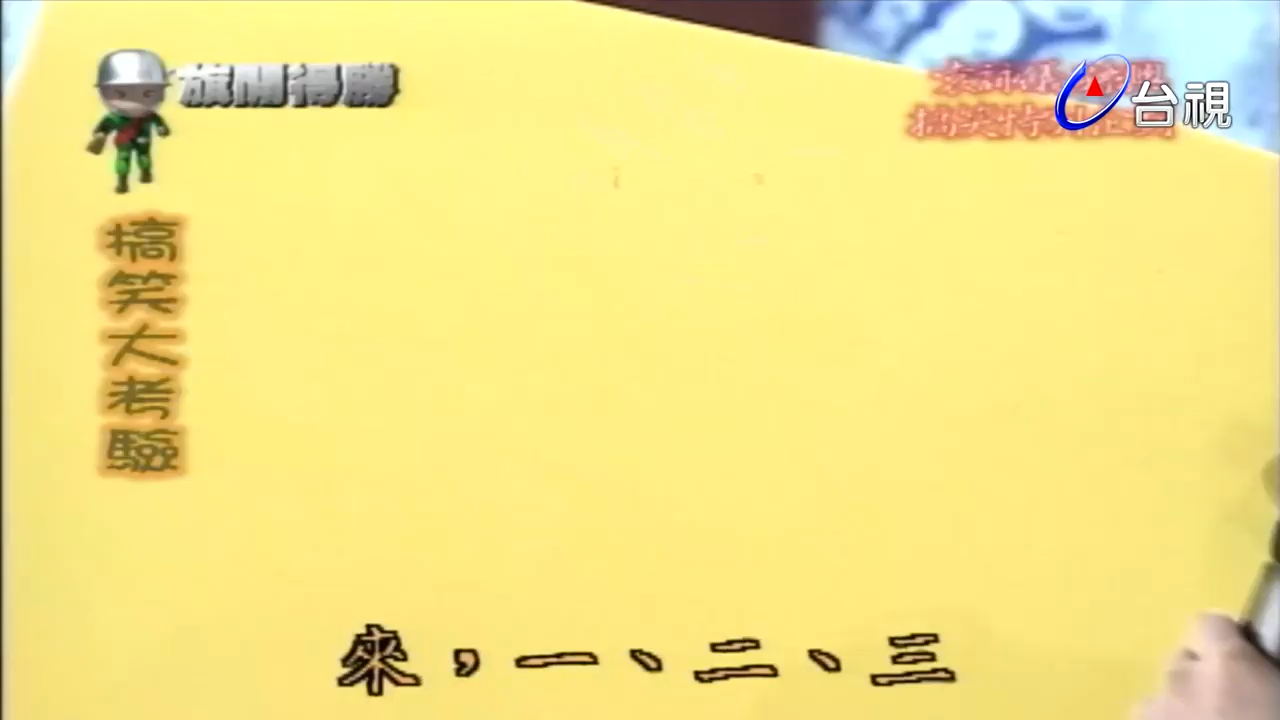 旗開得勝
台視
搞笑大考驗
來，一、二、三